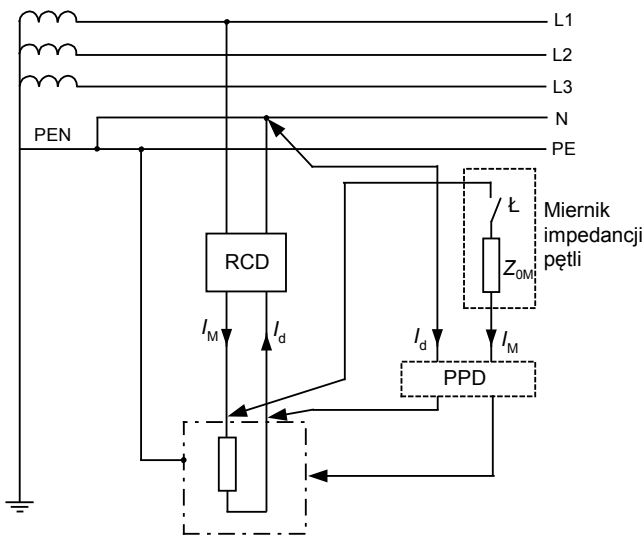 L1
L2
L3
N
PEN
PE
Ł
Miernik
impedancji
pętli
Z0M
RCD
IM
Id
Id
IM
PPD